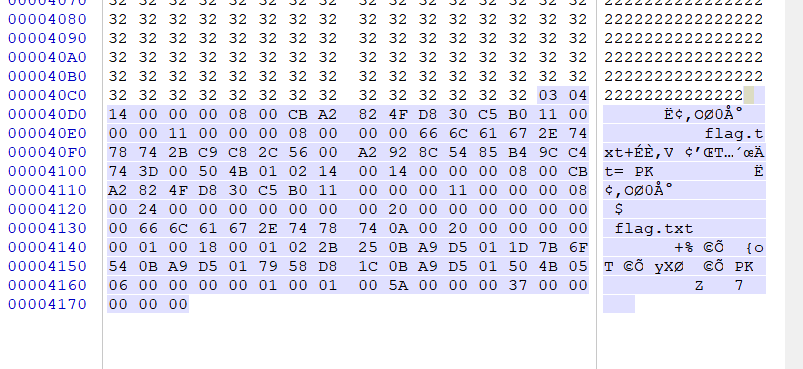 00004070 32 32 32 32 32 32 32 32 32 32 32 32 32 32 32 32 2222222222222222
00004080 32 32 32 32 32 32 32 32 32 32 32 32 32 32 32 32 2222222222222222
00004090 32 32 32 32 32 32 32 32 32 32 32 32 32 32 32 32 2222222222222222
000040A0 32 32 32 32 32 32 32 32 32 32 32 32 32 32 32 32 2222222222222222
000040B0 32 32 32 32 32 32 32 32 32 32 32 32 32 32 32 32 2222222222222222
000040C0 32 32 32 32 32 32 32 32 32 32 32 32 32 32 03 04 22222222222222
000040D0 14 00 00 00 08 00 CB A2 82 4F D8 30 C5 B0 11 00 Ë¢‚OØ0Å°
000040E0 00 00 11 00 00 00 08 00 00 00 66 6C 61 67 2E 74 flag.t
000040F0 78 74 2B C9 C8 2C 56 00 A2 92 8C 54 85 B4 9C C4 xt+ÉÈ,V ¢’ŒT…´œÄ
00004100 74 3D 00 50 4B 01 02 14 00 14 00 00 00 08 00 CB t= PK Ë
00004110 A2 82 4F D8 30 C5 B0 11 00 00 00 11 00 00 00 08 ¢‚OØ0Å°
00004120 00 24 00 00 00 00 00 00 00 20 00 00 00 00 00 00 $
00004130 00 66 6C 61 67 2E 74 78 74 0A 00 20 00 00 00 00 flag.txt
00004140 00 01 00 18 00 01 02 2B 25 0B A9 D5 01 1D 7B 6F +% ©Õ {o
00004150 54 0B A9 D5 01 79 58 D8 1C 0B A9 D5 01 50 4B 05 T ©Õ yXØ ©Õ PK
00004160 06 00 00 00 00 01 00 01 00 5A 00 00 00 37 00 00 Z 7
00004170 00 00 00